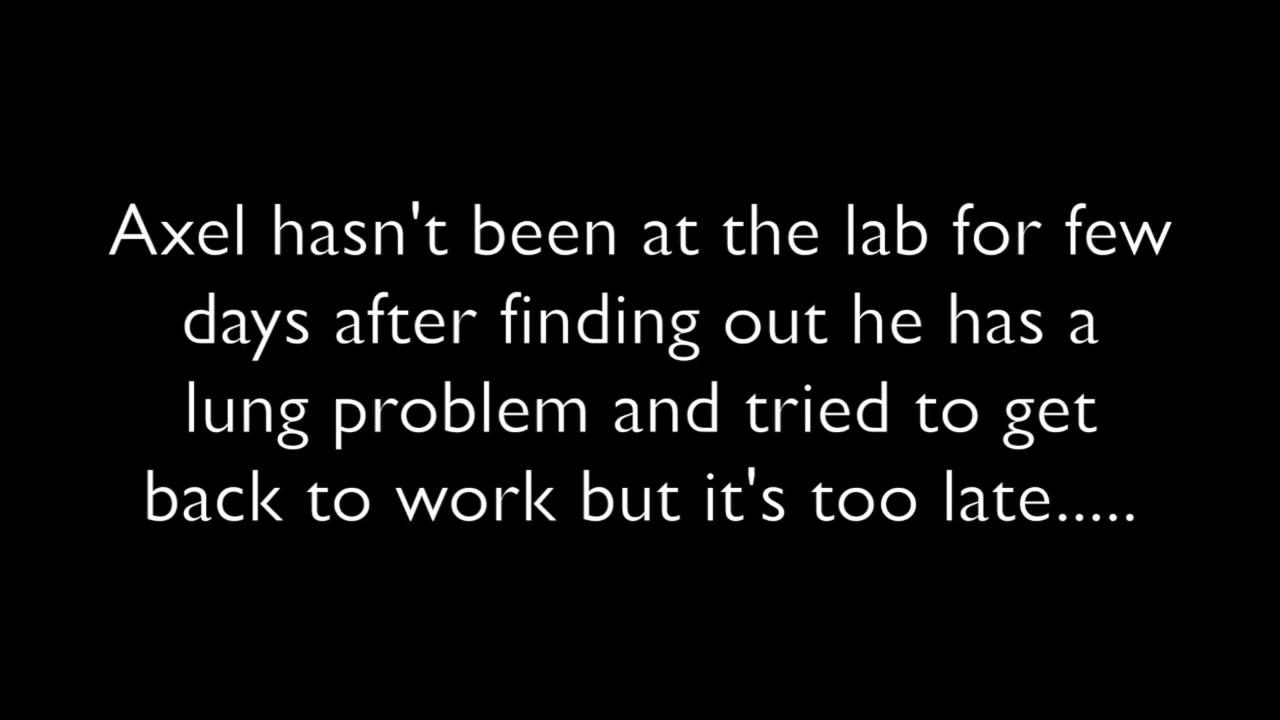 Axel hasn't been at the lab for few
days after finding out he has a
lung problem and tried to get
back to work but it's too late.....